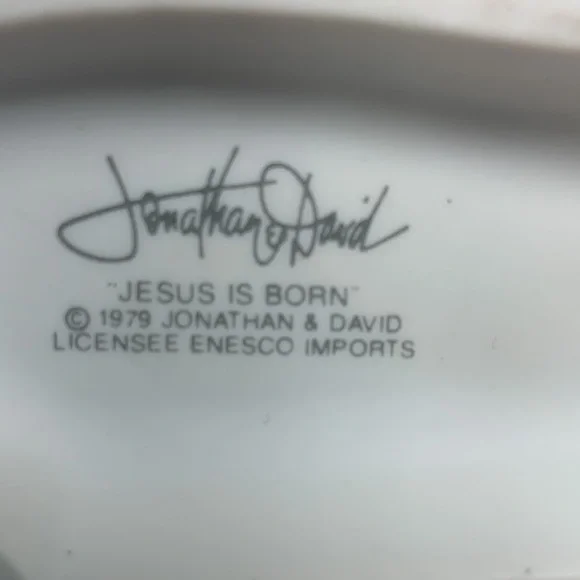 Jonathan & David
"JESUS IS BORN"
© 1979 JONATHAN & DAVID
LICENSEE ENESCO IMPORTS